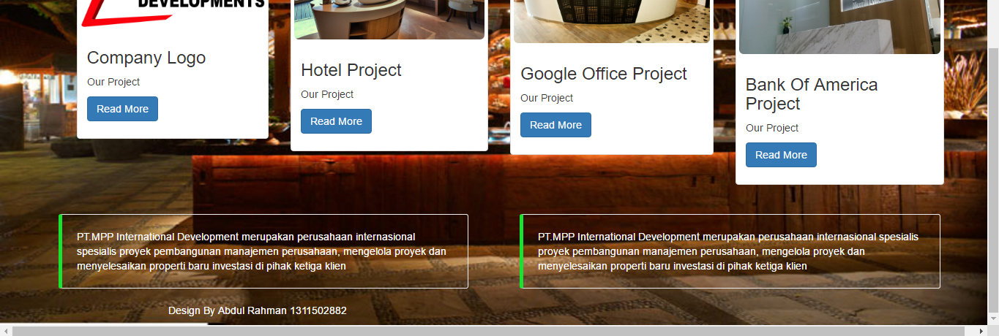 DEVELOPMENTS
Company Logo
Our Project
Read More
Hotel Project
Our Project
Read More
Google Office Project
Our Project
Read More
Bank Of America
Project
Our Project
Read More
PT.MPP International Development merupakan perusahaan internasional
spesialis proyek pembangunan manajemen perusahaan, mengelola proyek dan
menyelesaikan properti baru investasi di pihak ketiga klien
PT.MPP International Development merupakan perusahaan internasional spesialis
proyek pembangunan manajemen perusahaan, mengelola proyek dan
menyelesaikan properti baru investasi di pihak ketiga klien
Design By Abdul Rahman 1311502882